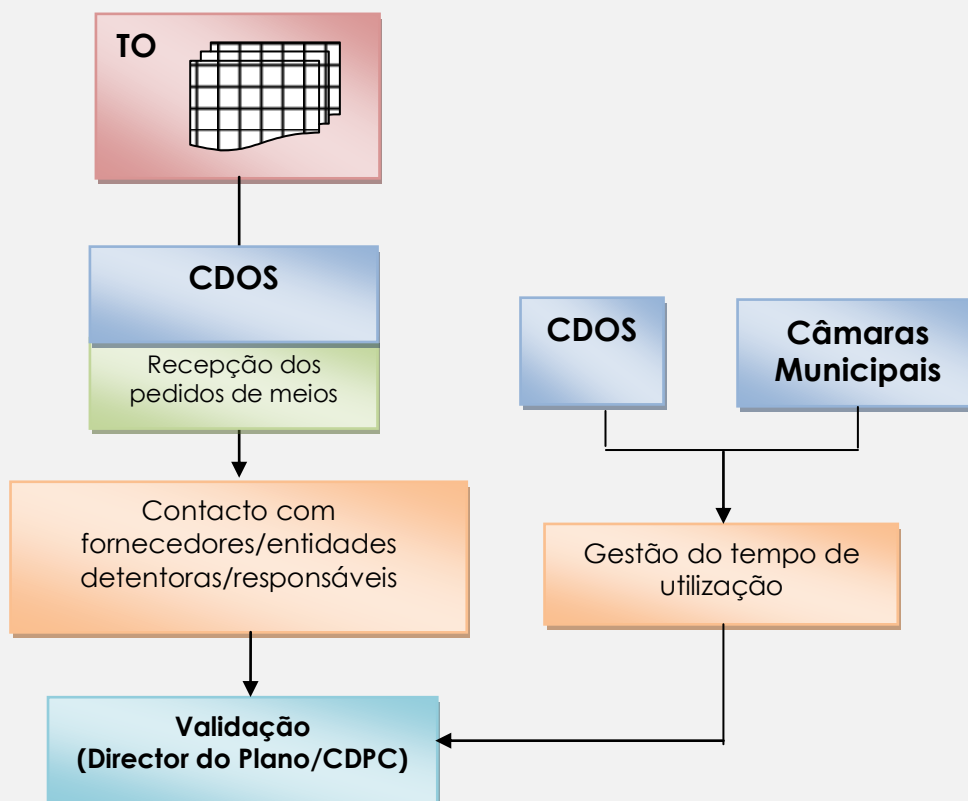 TO
CDOS
Recepção dos
pedidos de meios
CDOS
Câmaras
Municipais
Contacto com
fornecedores/entidades
detentoras/responsáveis
Gestão do tempo de
utilização
Validação
(Director do Plano/CDPC)